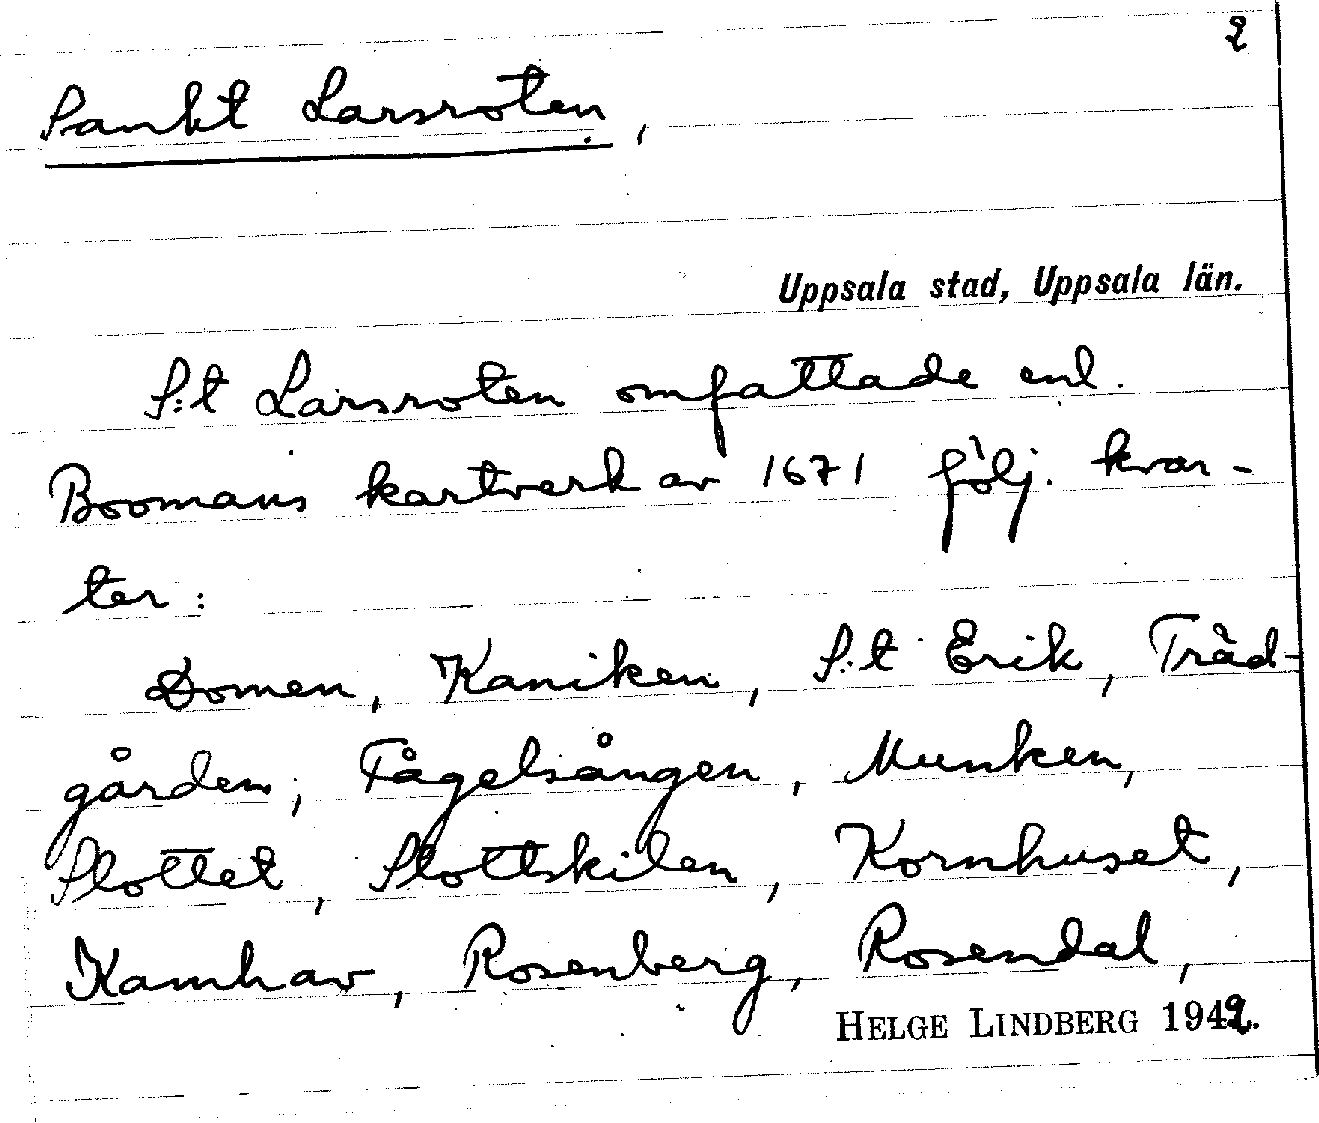 2
Sankt Larsroten,
Uppsala stad, Uppsala län.
S:t Larsroten omfattade enl.
Boomans kartverk av 1671 följ. kvar-
ter:
Domen, Kaniken, S:t Erik, Träd-
gården, Fågelsången, Munken,
Slottet, Slottskilen, Kornhuset,
Kamhav, Rosenberg, Rosendal,
HELGE LINDBERG 1942.